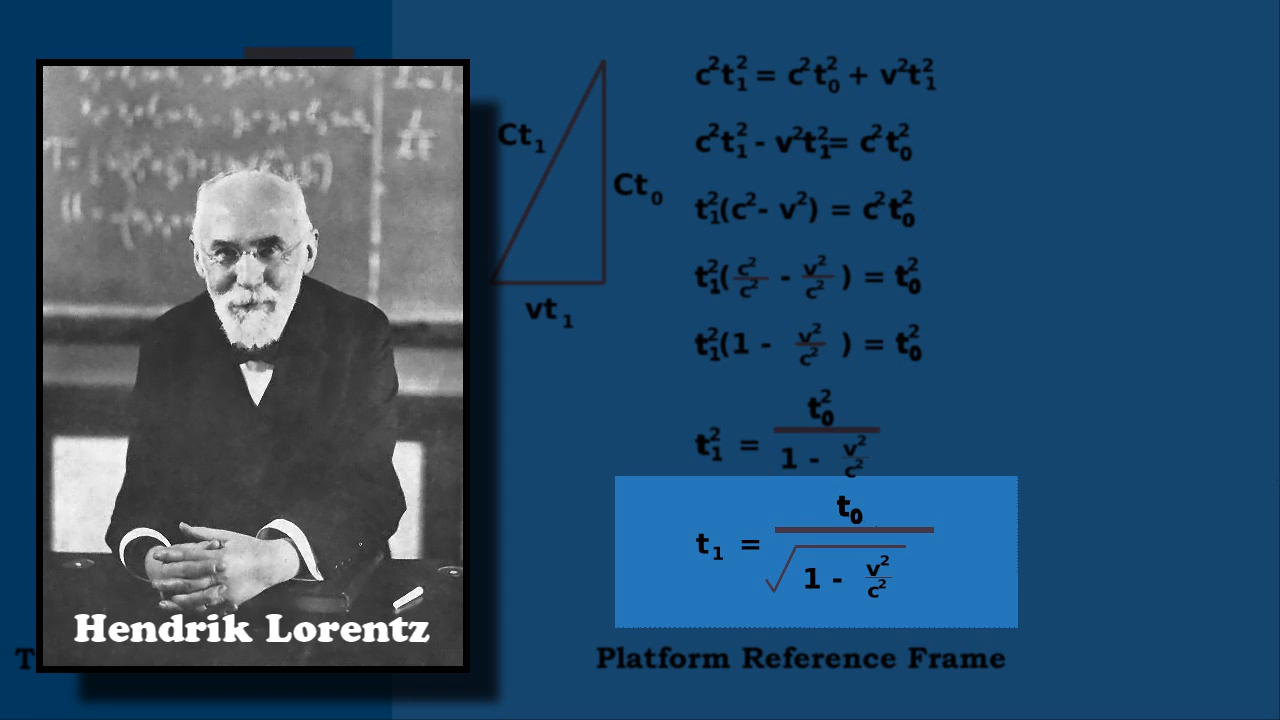 Hendrik Lorentz
Ct₁
Ct₀
vt₁
c²t₁² = c²t₀² + v²t₁²
c²t₁² - v²t₁² = c²t₀²
t₁²(c² - v²) = c²t₀²
t₁²(c²/c² - v²/c²) = t₀²
t₁²(1 - v²/c²) = t₀²
t₁² = t₀² / (1 - v²/c²)
t₁ = t₀ / √(1 - v²/c²)
T
Platform Reference Frame